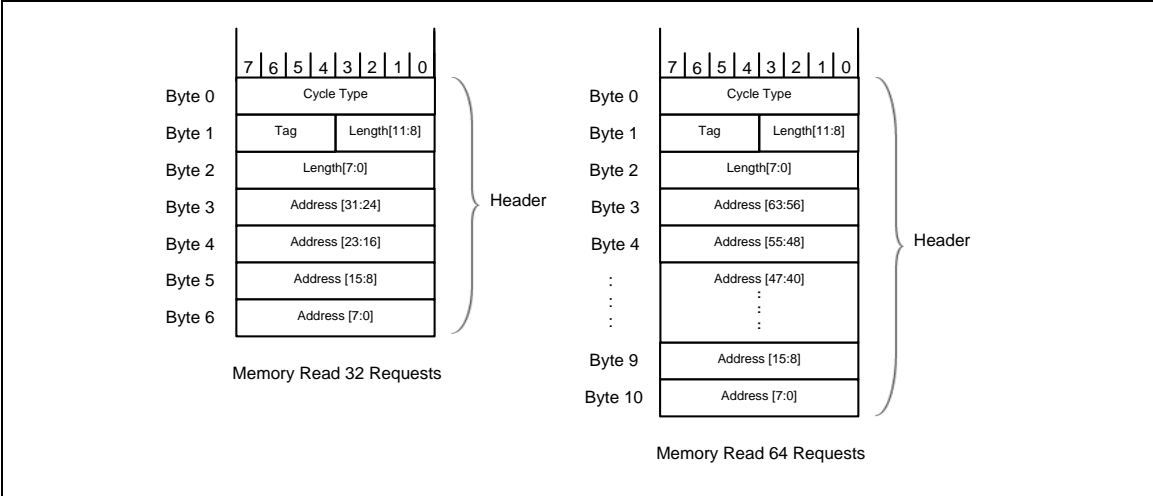 7 6 5 4 3 2 1 0
Byte 0 Cycle Type
Byte 1 Tag Length[11:8]
Byte 2 Length[7:0]
Byte 3 Address [31:24]
Byte 4 Address [23:16]
Byte 5 Address [15:8]
Byte 6 Address [7:0]
Header
Memory Read 32 Requests
7 6 5 4 3 2 1 0
Byte 0 Cycle Type
Byte 1 Tag Length[11:8]
Byte 2 Length[7:0]
Byte 3 Address [63:56]
Byte 4 Address [55:48]
Address [47:40]
Byte 9 Address [15:8]
Byte 10 Address [7:0]
Header
Memory Read 64 Requests